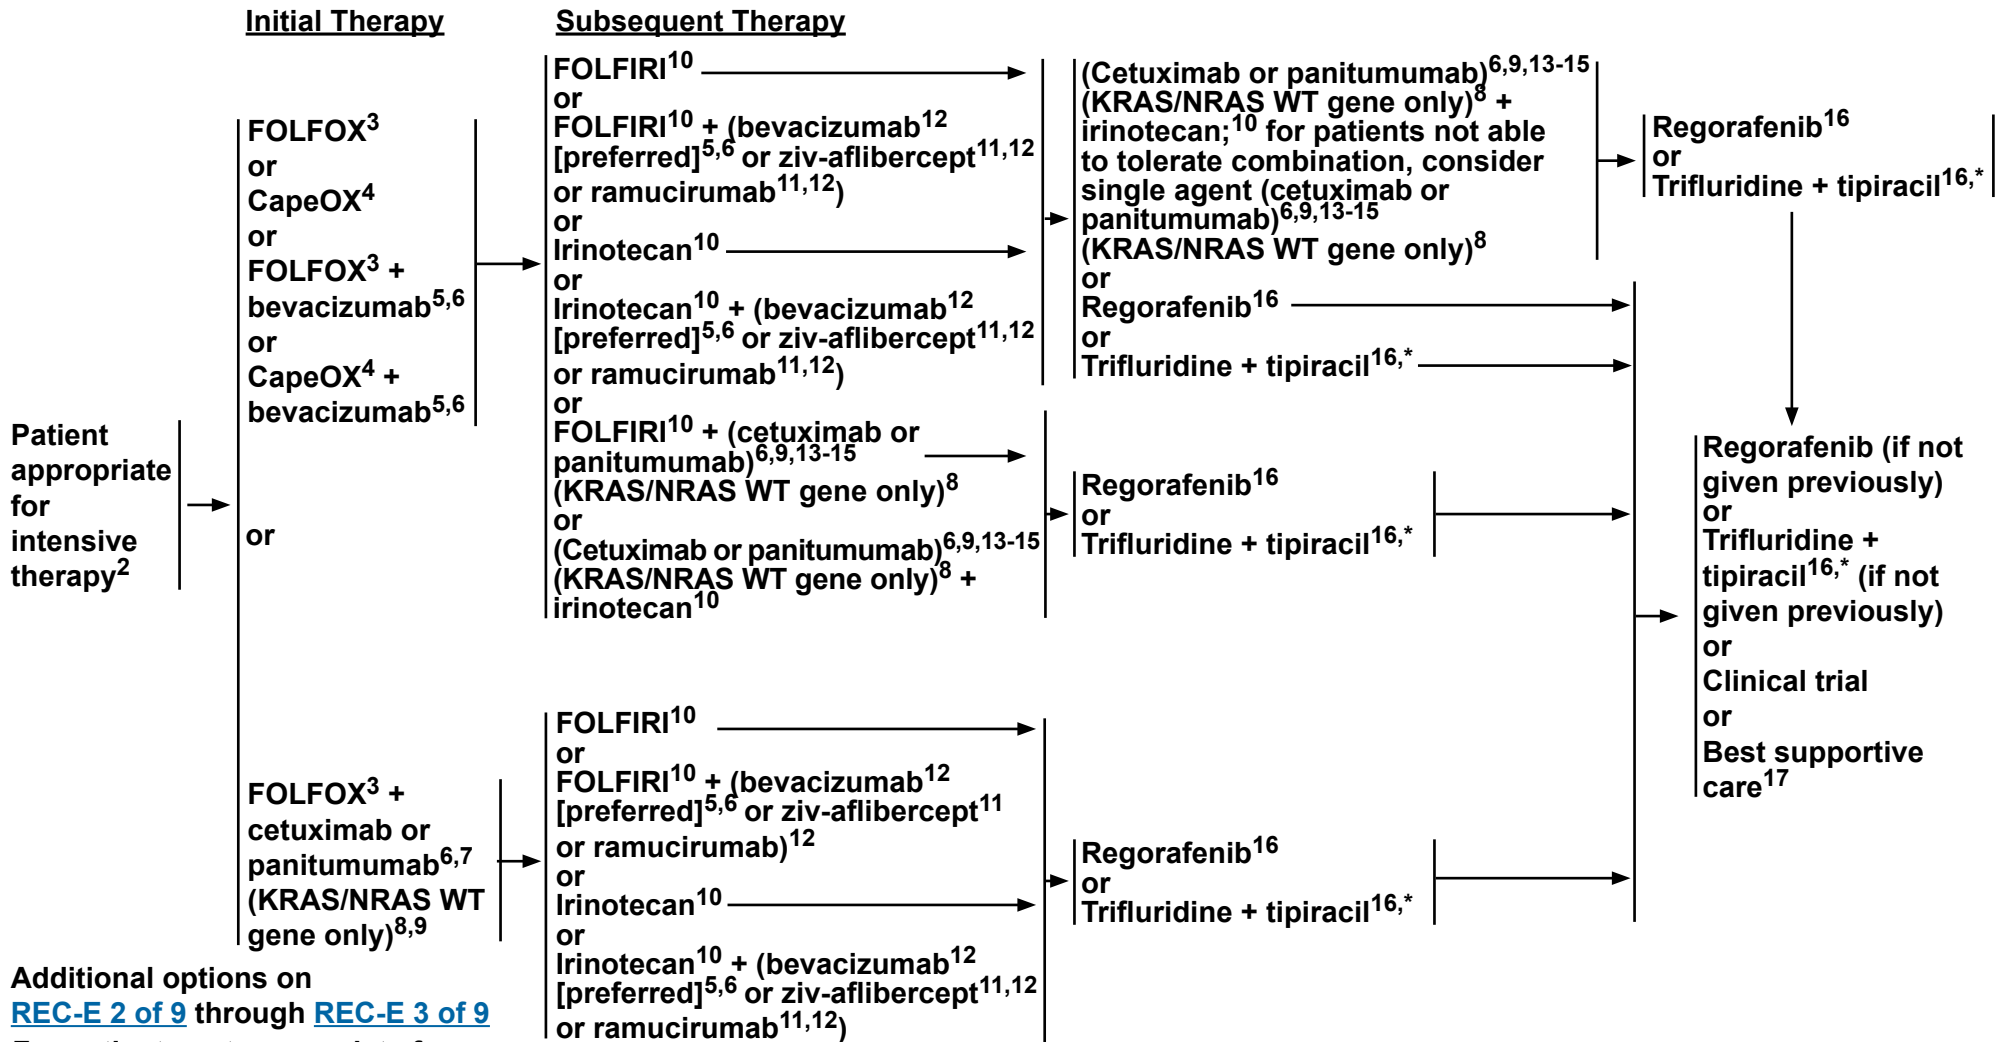 Initial Therapy
Subsequent Therapy
Patient
appropriate
for
intensive
therapy2
FOLFOX3
or
CapeOX4
or
FOLFOX3 +
bevacizumab5,6
or
CapeOX4 +
bevacizumab5,6
or
FOLFOX3 +
cetuximab or
panitumumab6,7
(KRAS/NRAS WT
gene only)8,9
FOLFIRI10
or
FOLFIRI10 + (bevacizumab12
[preferred]5,6 or ziv-aflibercept11,12
or ramucirumab11,12)
or
Irinotecan10
or
Irinotecan10 + (bevacizumab12
[preferred]5,6 or ziv-aflibercept11,12
or ramucirumab11,12)
or
FOLFIRI10 + (cetuximab or
panitumumab)6,9,13-15
(KRAS/NRAS WT gene only)8
or
(Cetuximab or panitumumab)6,9,13-15
(KRAS/NRAS WT gene only)8 +
irinotecan10
FOLFIRI10
or
FOLFIRI10 + (bevacizumab12
[preferred]5,6 or ziv-aflibercept11
or ramucirumab)12
or
Irinotecan10
or
Irinotecan10 + (bevacizumab12
[preferred]5,6 or ziv-aflibercept11,12
or ramucirumab11,12)
(Cetuximab or panitumumab)6,9,13-15
(KRAS/NRAS WT gene only)8 +
irinotecan;10 for patients not able
to tolerate combination, consider
single agent (cetuximab or
panitumumab)6,9,13-15
(KRAS/NRAS WT gene only)8
or
Regorafenib16
or
Trifluridine + tipiracil16,*
Regorafenib16
or
Trifluridine + tipiracil16,*
Regorafenib16
or
Trifluridine + tipiracil16,*
Regorafenib16
or
Trifluridine + tipiracil16,*
Regorafenib (if not
given previously)
or
Trifluridine +
tipiracil16,* (if not
given previously)
or
Clinical trial
or
Best supportive
care17
Additional options on
REC-E 2 of 9 through REC-E 3 of 9